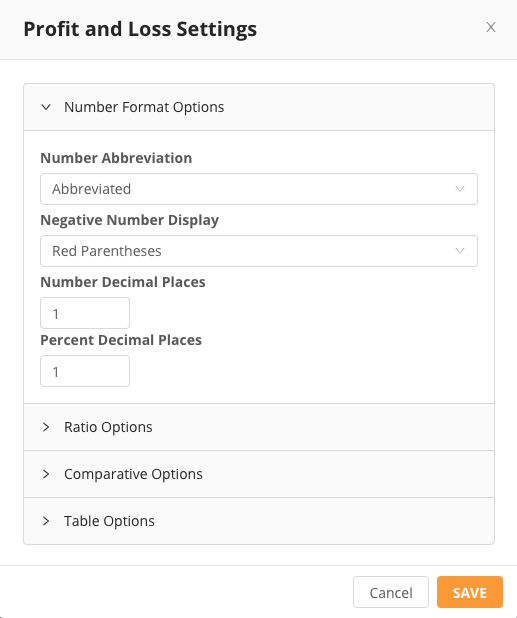 Profit and Loss Settings
Number Format Options
Number Abbreviation
Abbreviated
Negative Number Display
Red Parentheses
Number Decimal Places
1
Percent Decimal Places
1
Ratio Options
Comparative Options
Table Options
Cancel SAVE